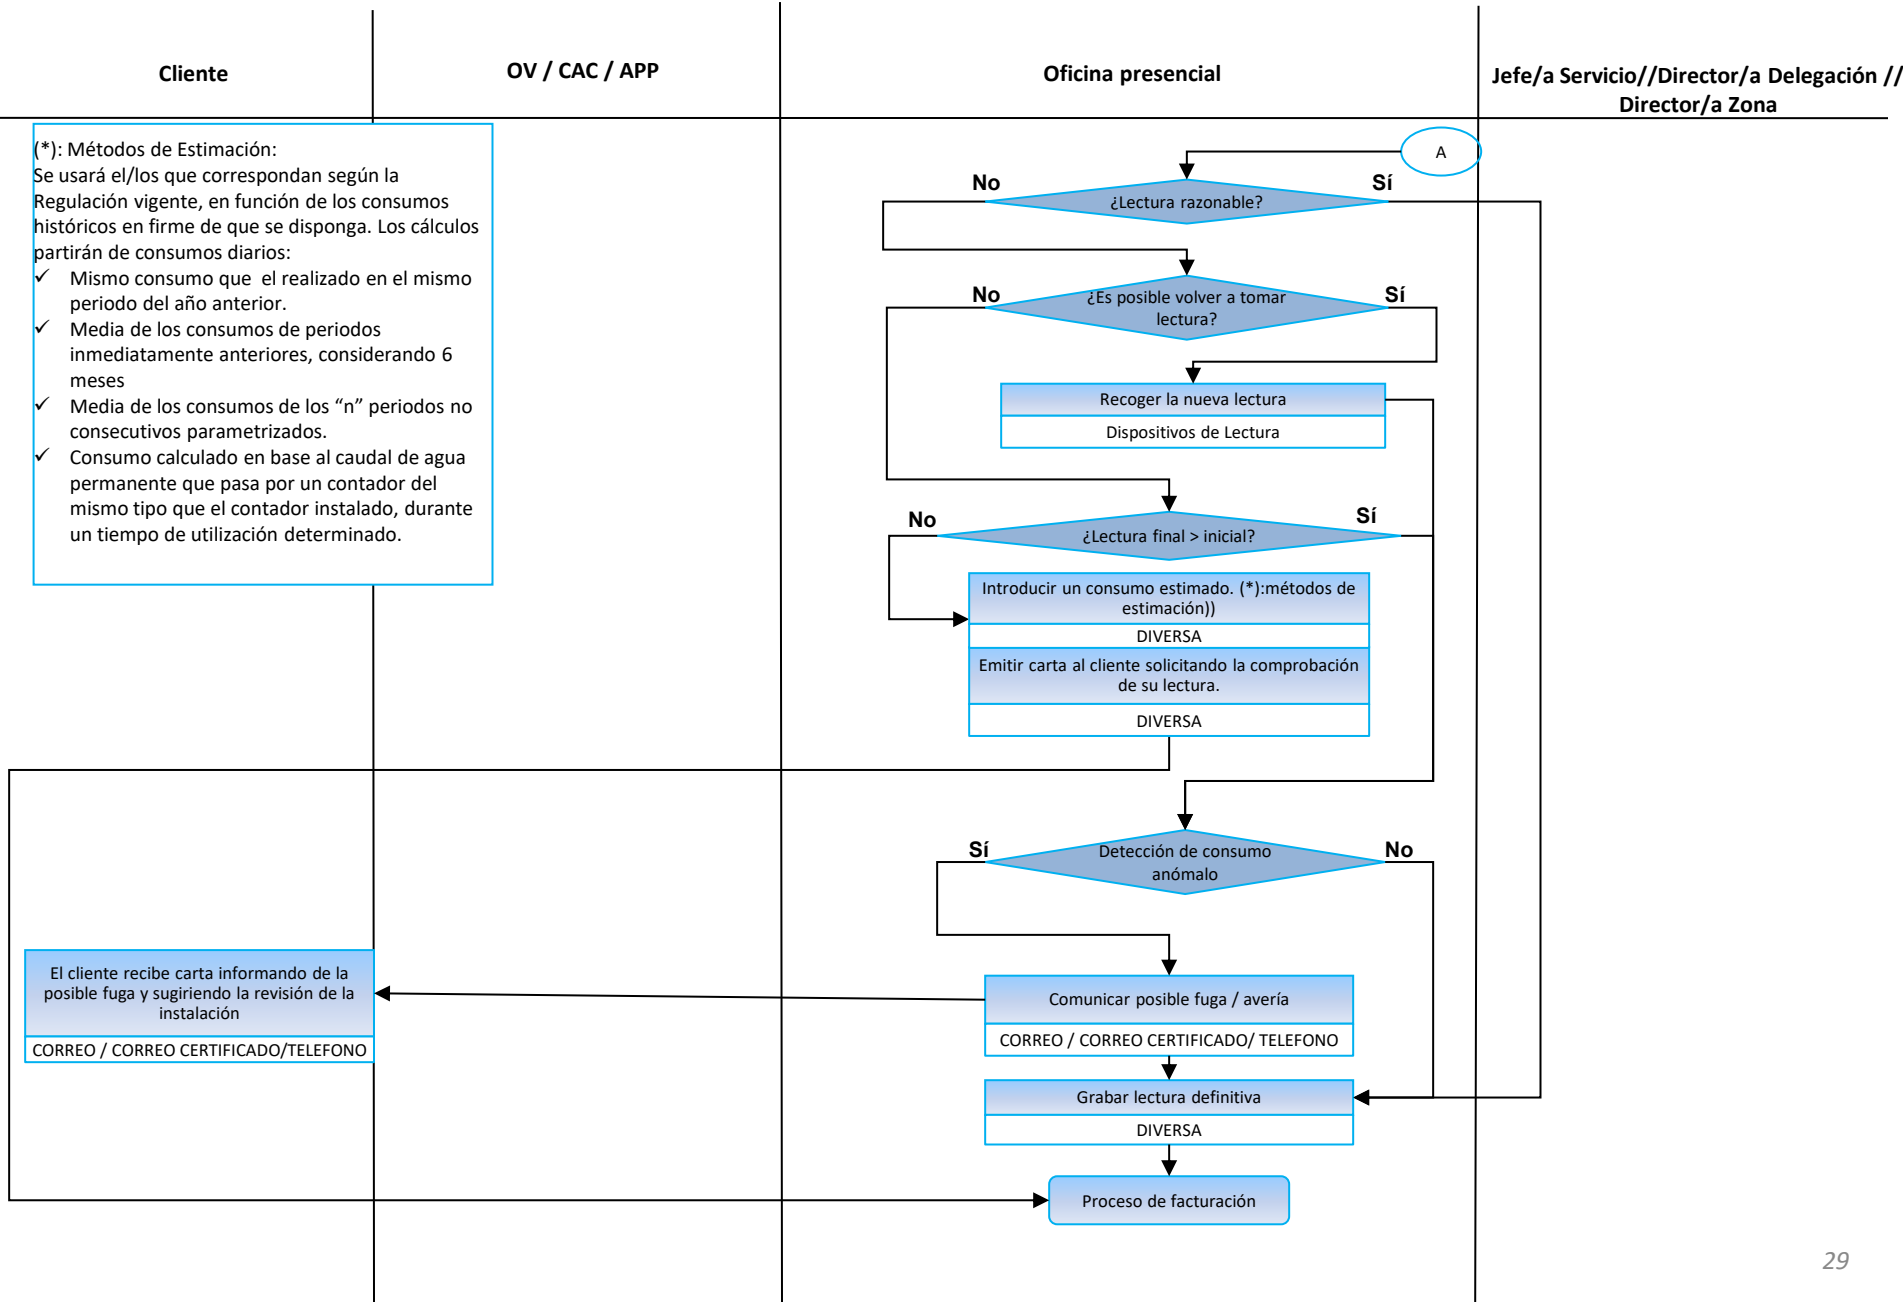 Cliente
OV / CAC / APP
Oficina presencial
Jefe/a Servicio//Director/a Delegación //
Director/a Zona
(*): Métodos de Estimación:
Se usará el/los que correspondan según la
Regulación vigente, en función de los consumos
históricos en firme de que se disponga. Los cálculos
partirán de consumos diarios:
✓ Mismo consumo que el realizado en el mismo
periodo del año anterior.
✓ Media de los consumos de periodos
inmediatamente anteriores, considerando 6
meses
✓ Media de los consumos de los “n” periodos no
consecutivos parametrizados.
✓ Consumo calculado en base al caudal de agua
permanente que pasa por un contador del
mismo tipo que el contador instalado, durante
un tiempo de utilización determinado.
A
No
Sí
¿Lectura razonable?
No
Sí
¿Es posible volver a tomar
lectura?
Recoger la nueva lectura
Dispositivos de Lectura
No
Sí
¿Lectura final > inicial?
Introducir un consumo estimado. (*):métodos de
estimación))
DIVERSA
Emitir carta al cliente solicitando la comprobación
de su lectura.
DIVERSA
Sí
No
Detección de consumo
anómalo
El cliente recibe carta informando de la
posible fuga y sugiriendo la revisión de la
instalación
CORREO / CORREO CERTIFICADO/TELEFONO
Comunicar posible fuga / avería
CORREO / CORREO CERTIFICADO/ TELEFONO
Grabar lectura definitiva
DIVERSA
Proceso de facturación
29